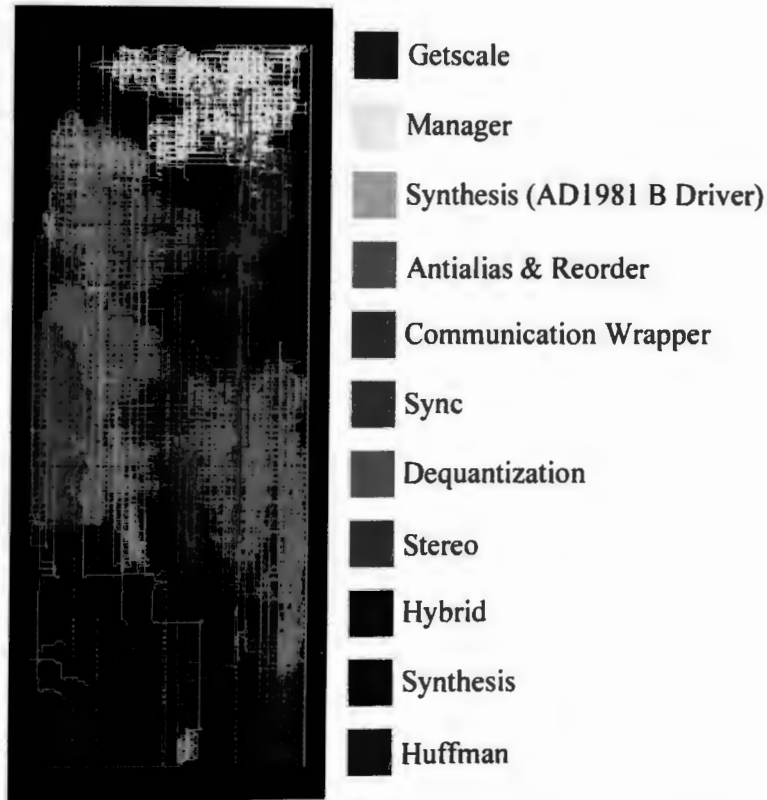 Getscale
Manager
Synthesis (AD1981 B Driver)
Antialias & Reorder
Communication Wrapper
Sync
Dequantization
Stereo
Hybrid
Synthesis
Huffman